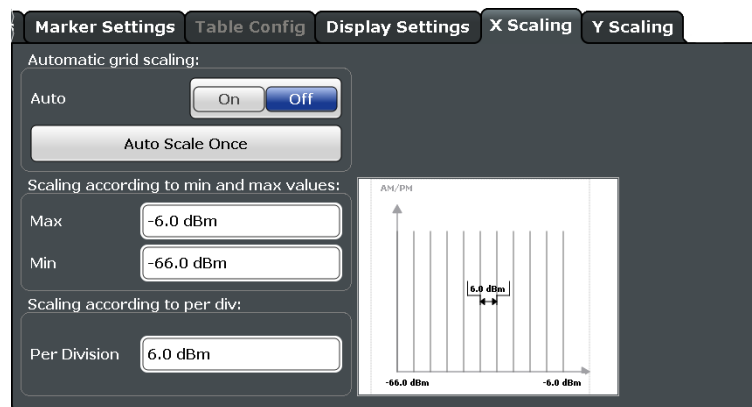 Marker Settings Table Config Display Settings X Scaling Y Scaling
Automatic grid scaling:
Auto On Off
Auto Scale Once
Scaling according to min and max values:
Max -6.0 dBm
Min -66.0 dBm
Scaling according to per div:
Per Division 6.0 dBm
AM/PM
6.0 dBm
-66.0 dBm -6.0 dBm